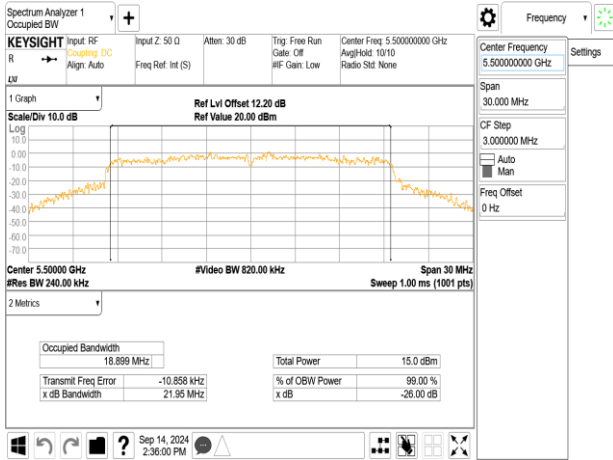 Spectrum Analyzer 1
Occupied BW
Frequency
KEYSIGHT
R
Input: RF
Coupling: DC
Align: Auto
Input Z: 50 Ω
Freq Ref: Int (S)
Atten: 30 dB
Trig: Free Run
Gate: Off
#IF Gain: Low
Center Freq: 5.500000000 GHz
Avg|Hold: 10/10
Radio Std: None
Center Frequency
5.500000000 GHz
Settings
Span
30.000 MHz
CF Step
3.000000 MHz
Auto
Man
Freq Offset
0 Hz
1 Graph
Scale/Div 10.0 dB
Ref Lvl Offset 12.20 dB
Ref Value 20.00 dBm
Log
10.0
0.00
-10.0
-20.0
-30.0
-40.0
-50.0
-60.0
-70.0
Center 5.50000 GHz
#Res BW 240.00 kHz
#Video BW 820.00 kHz
Span 30 MHz
Sweep 1.00 ms (1001 pts)
2 Metrics
Occupied Bandwidth
18.899 MHz
Total Power 15.0 dBm
Transmit Freq Error -10.858 kHz
% of OBW Power 99.00 %
x dB Bandwidth 21.95 MHz
x dB -26.00 dB
?
Sep 14, 2024
2:36:00 PM